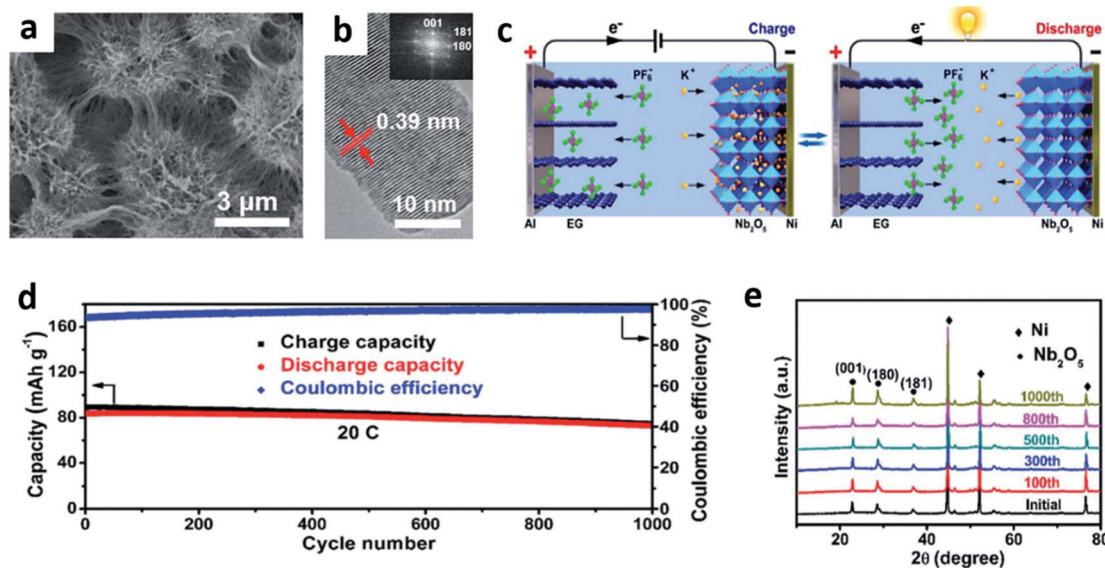 a
3 μm
b
001
181
180
0.39 nm
10 nm
c
e⁻
Charge
+
−
PF₆⁻
K⁺
Al
EG
Nb₂O₅
Ni
e⁻
Discharge
+
−
PF₆⁻
K⁺
Al
EG
Nb₂O₅
Ni
d
Capacity (mAh g⁻¹)
160
120
80
40
0
Charge capacity
Discharge capacity
Coulombic efficiency
20 C
100
80
60
40
20
0
Coulombic efficiency (%)
0
200
400
600
800
1000
Cycle number
e
Intensity (a.u.)
Ni
Nb₂O₅
(001)
(180)
(181)
1000th
800th
500th
300th
100th
Initial
20
40
60
80
2θ (degree)